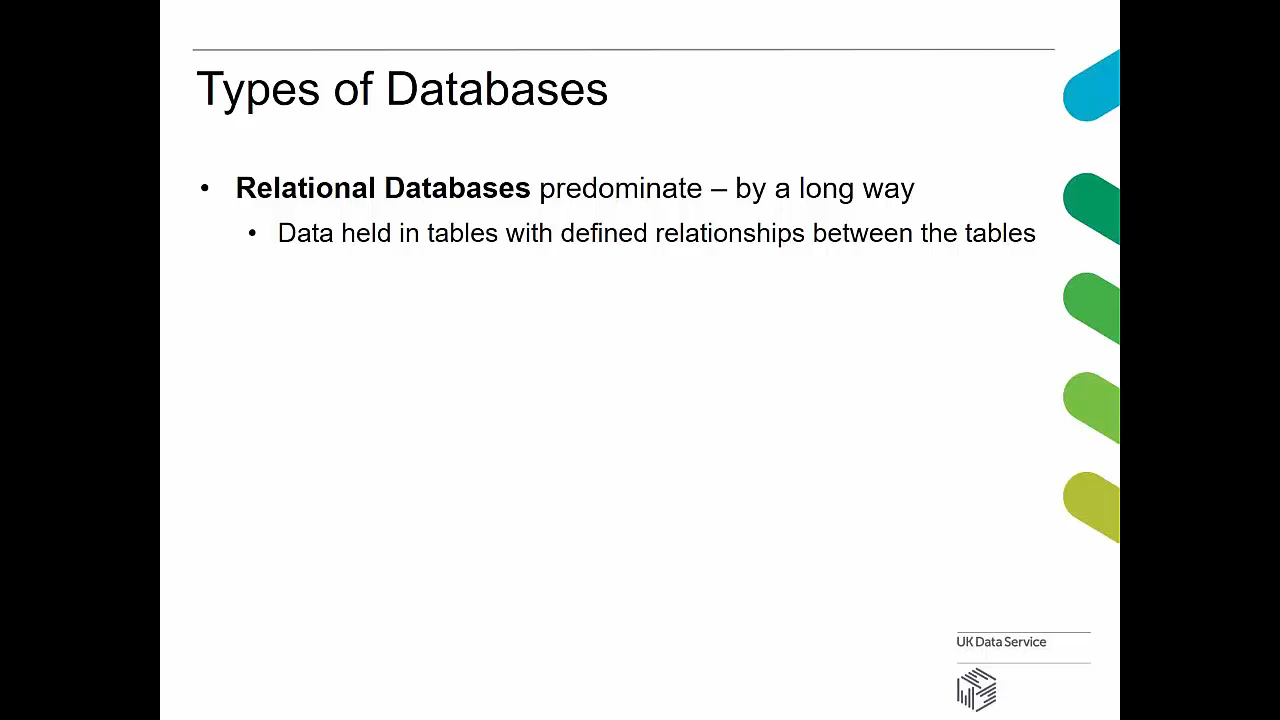 Types of Databases
• Relational Databases predominate – by a long way
• Data held in tables with defined relationships between the tables
UK Data Service